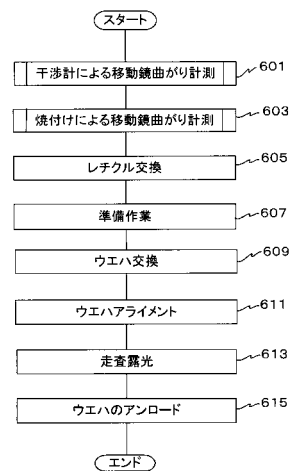 スタート
干渉計による移動鏡曲がり計測 601
焼付けによる移動鏡曲がり計測 603
レチクル交換 605
準備作業 607
ウエハ交換 609
ウエハアライメント 611
走査露光 613
ウエハのアンロード 615
エンド